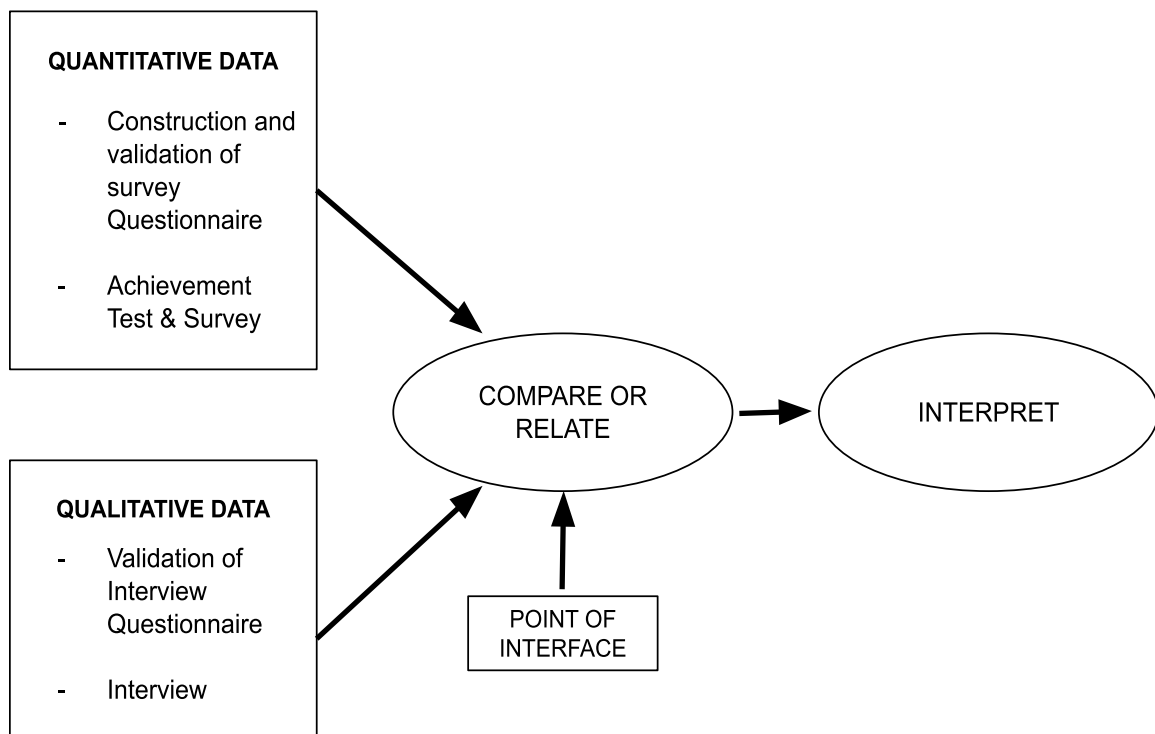 QUANTITATIVE DATA
- Construction and
validation of
survey
Questionnaire
- Achievement
Test & Survey
COMPARE OR
RELATE
INTERPRET
QUALITATIVE DATA
- Validation of
Interview
Questionnaire
- Interview
POINT OF
INTERFACE